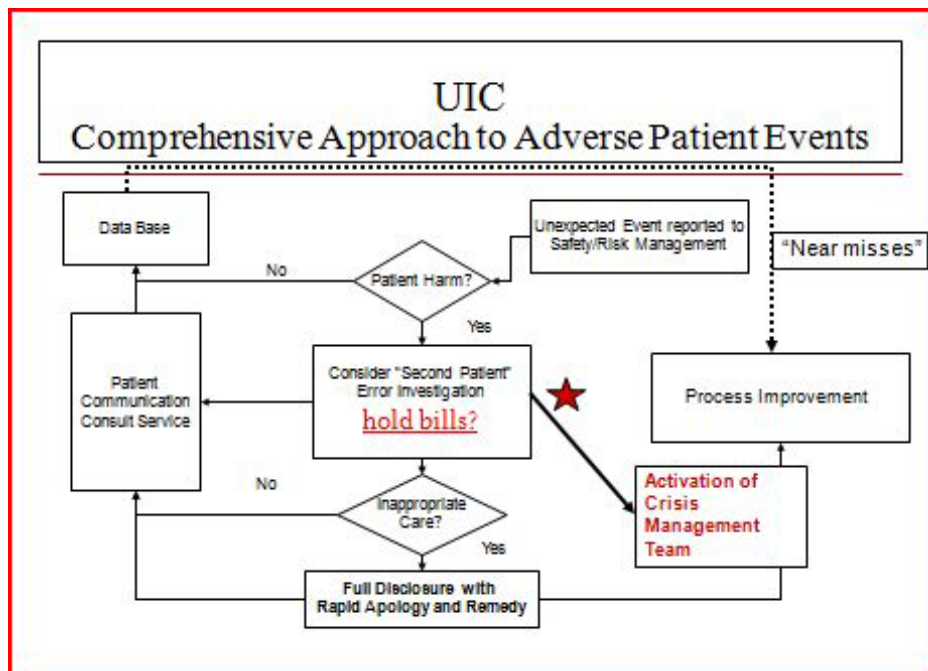 UIC
Comprehensive Approach to Adverse Patient Events
Data Base
Unexpected Event reported to
Safety/Risk Management
"Near misses"
No
Patient Harm?
Yes
Patient
Communication
Consult Service
Consider "Second Patient"
Error Investigation
hold bills?
Process Improvement
No
Inappropriate
Care?
Yes
Activation of
Crisis
Management
Team
Full Disclosure with
Rapid Apology and Remedy